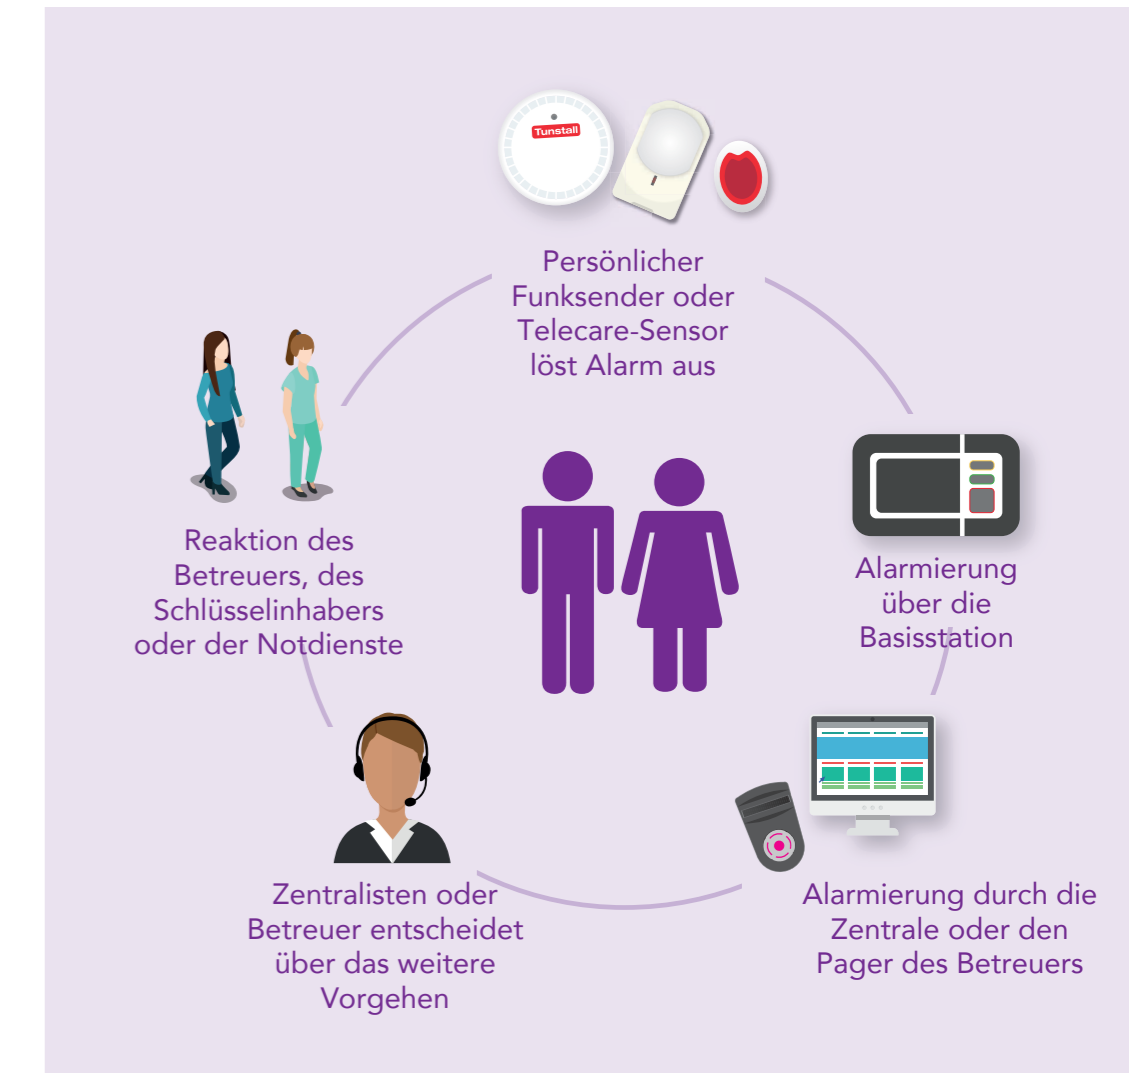 Tunstall
Persönlicher
Funksender oder
Telecare-Sensor
löst Alarm aus
Alarmierung
über die
Basisstation
Alarmierung durch die
Zentrale oder den
Pager des Betreuers
Zentralisten oder
Betreuer entscheidet
über das weitere
Vorgehen
Reaktion des
Betreuers, des
Schlüsselinhabers
oder der Notdienste